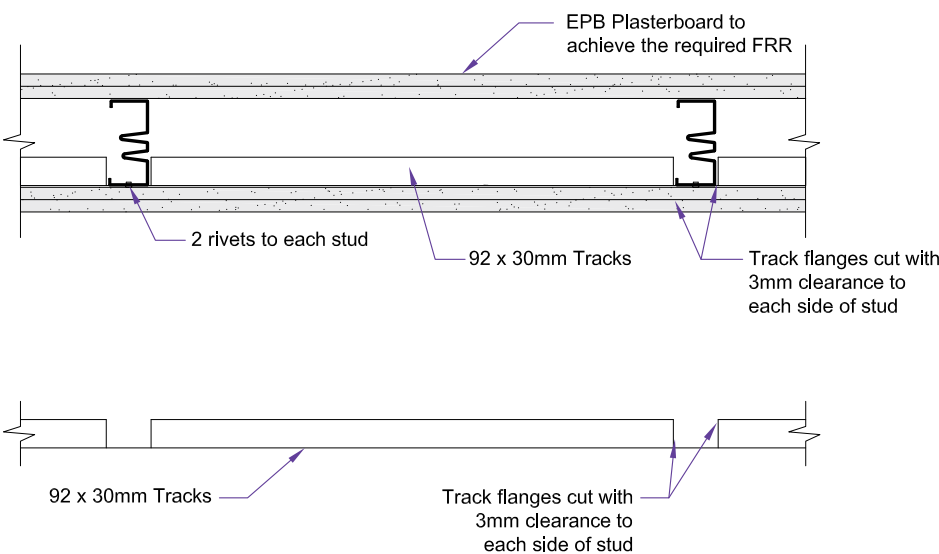 EPB Plasterboard to
achieve the required FRR
2 rivets to each stud
92 x 30mm Tracks
Track flanges cut with
3mm clearance to
each side of stud
92 x 30mm Tracks
Track flanges cut with
3mm clearance to
each side of stud